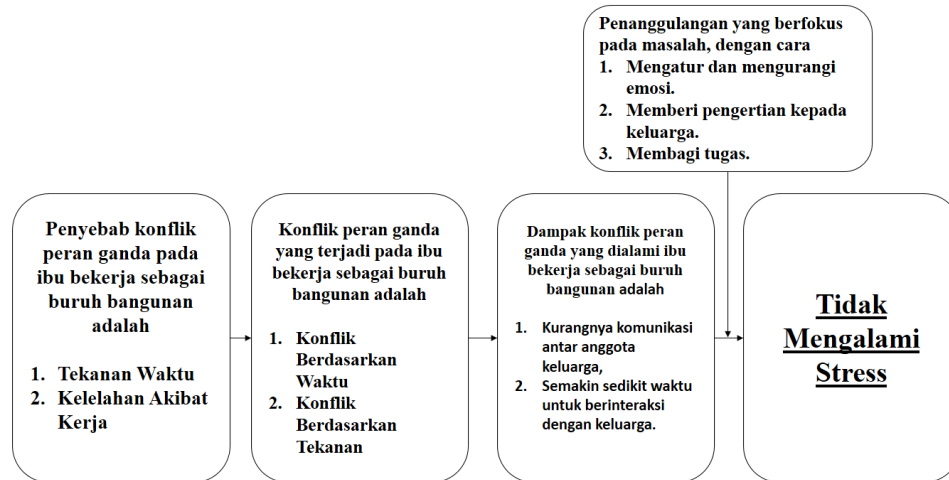 Penanggulangan yang berfokus
pada masalah, dengan cara
1. Mengatur dan mengurangi
emosi.
2. Memberi pengertian kepada
keluarga.
3. Membagi tugas.
Penyebab konflik
peran ganda pada
ibu bekerja sebagai
buruh bangunan
adalah
1. Tekanan Waktu
2. Kelelahan Akibat
Kerja
Konflik peran ganda
yang terjadi pada ibu
bekerja sebagai buruh
bangunan adalah
1. Konflik
Berdasarkan
Waktu
2. Konflik
Berdasarkan
Tekanan
Dampak konflik peran
ganda yang dialami ibu
bekerja sebagai buruh
bangunan adalah
1. Kurangnya komunikasi
antar anggota
keluarga,
2. Semakin sedikit waktu
untuk berinteraksi
dengan keluarga.
Tidak
Mengalami
Stress